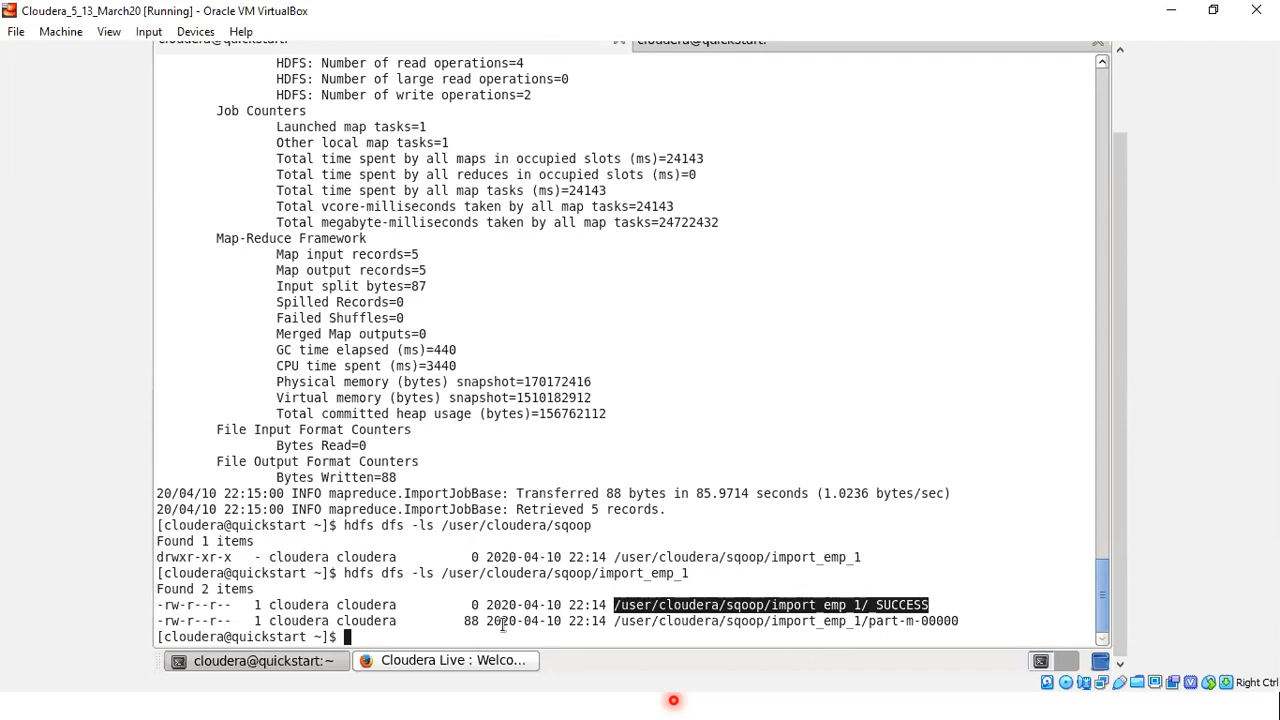 Cloudera_5_13_March20 [Running] - Oracle VM VirtualBox
File Machine View Input Devices Help
cloudera@quickstart:~ cloudera@quickstart:~
HDFS: Number of read operations=4
HDFS: Number of large read operations=0
HDFS: Number of write operations=2
Job Counters
Launched map tasks=1
Other local map tasks=1
Total time spent by all maps in occupied slots (ms)=24143
Total time spent by all reduces in occupied slots (ms)=0
Total time spent by all map tasks (ms)=24143
Total vcore-milliseconds taken by all map tasks=24143
Total megabyte-milliseconds taken by all map tasks=24722432
Map-Reduce Framework
Map input records=5
Map output records=5
Input split bytes=87
Spilled Records=0
Failed Shuffles=0
Merged Map outputs=0
GC time elapsed (ms)=440
CPU time spent (ms)=3440
Physical memory (bytes) snapshot=170172416
Virtual memory (bytes) snapshot=1510182912
Total committed heap usage (bytes)=156762112
File Input Format Counters
Bytes Read=0
File Output Format Counters
Bytes Written=88
20/04/10 22:15:00 INFO mapreduce.ImportJobBase: Transferred 88 bytes in 85.9714 seconds (1.0236 bytes/sec)
20/04/10 22:15:00 INFO mapreduce.ImportJobBase: Retrieved 5 records.
[cloudera@quickstart ~]$ hdfs dfs -ls /user/cloudera/sqoop
Found 1 items
drwxr-xr-x - cloudera cloudera 0 2020-04-10 22:14 /user/cloudera/sqoop/import_emp_1
[cloudera@quickstart ~]$ hdfs dfs -ls /user/cloudera/sqoop/import_emp_1
Found 2 items
-rw-r--r-- 1 cloudera cloudera 0 2020-04-10 22:14 /user/cloudera/sqoop/import_emp_1/_SUCCESS
-rw-r--r-- 1 cloudera cloudera 88 2020-04-10 22:14 /user/cloudera/sqoop/import_emp_1/part-m-00000
[cloudera@quickstart ~]$
cloudera@quickstart:~ Cloudera Live : Welco...
Right Ctrl